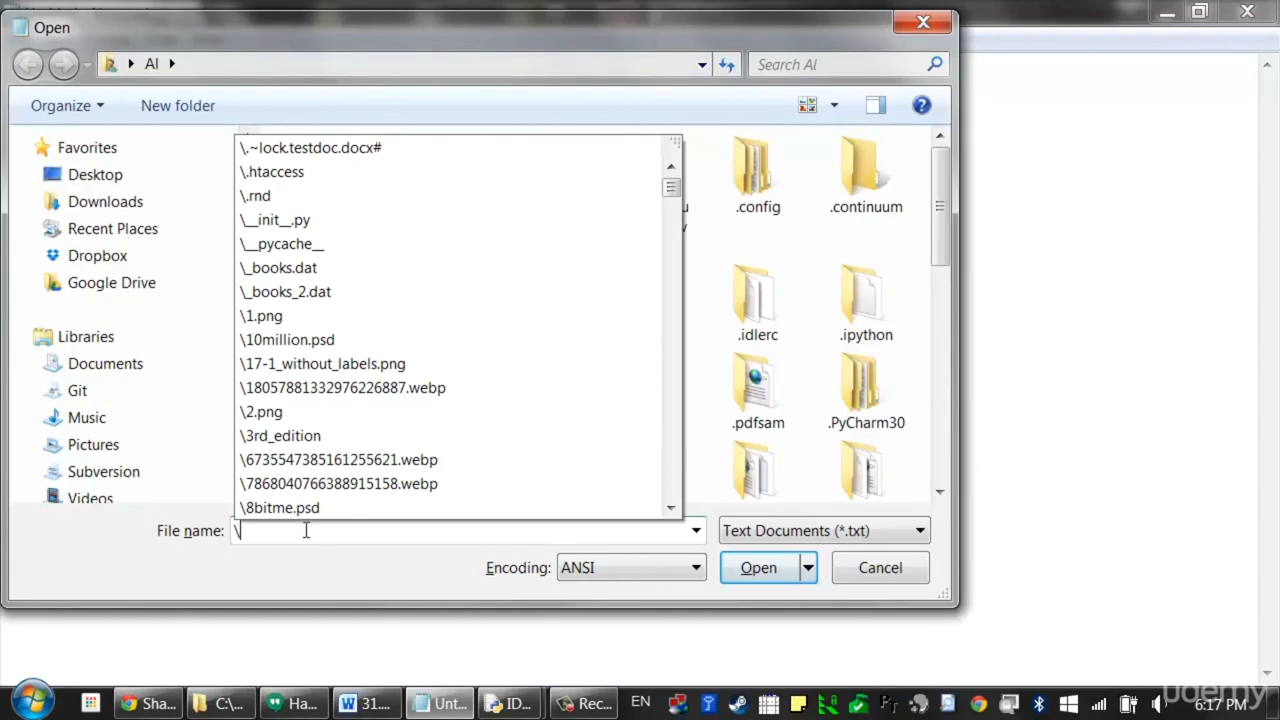 Open
AI
Search AI
Organize
New folder
Favorites
Desktop
Downloads
Recent Places
Dropbox
Google Drive
Libraries
Documents
Git
Music
Pictures
Subversion
Videos
\.~lock.testdoc.docx#
\.htaccess
\.rnd
\__init__.py
\__pycache__
\_books.dat
\_books_2.dat
\1.png
\10million.psd
\17-1_without_labels.png
\18057881332976226887.webp
\2.png
\3rd_edition
\6735547385161255621.webp
\7868040766388915158.webp
\8bitme.psd
.config
.continuum
.idlerc
.ipython
.pdfsam
.PyCharm30
File name:
\
Text Documents (*.txt)
Encoding:
ANSI
Open
Cancel
Sha...
C:\...
Ha...
31....
Unt...
ID...
Rec...
EN
6:17 PM
udemy